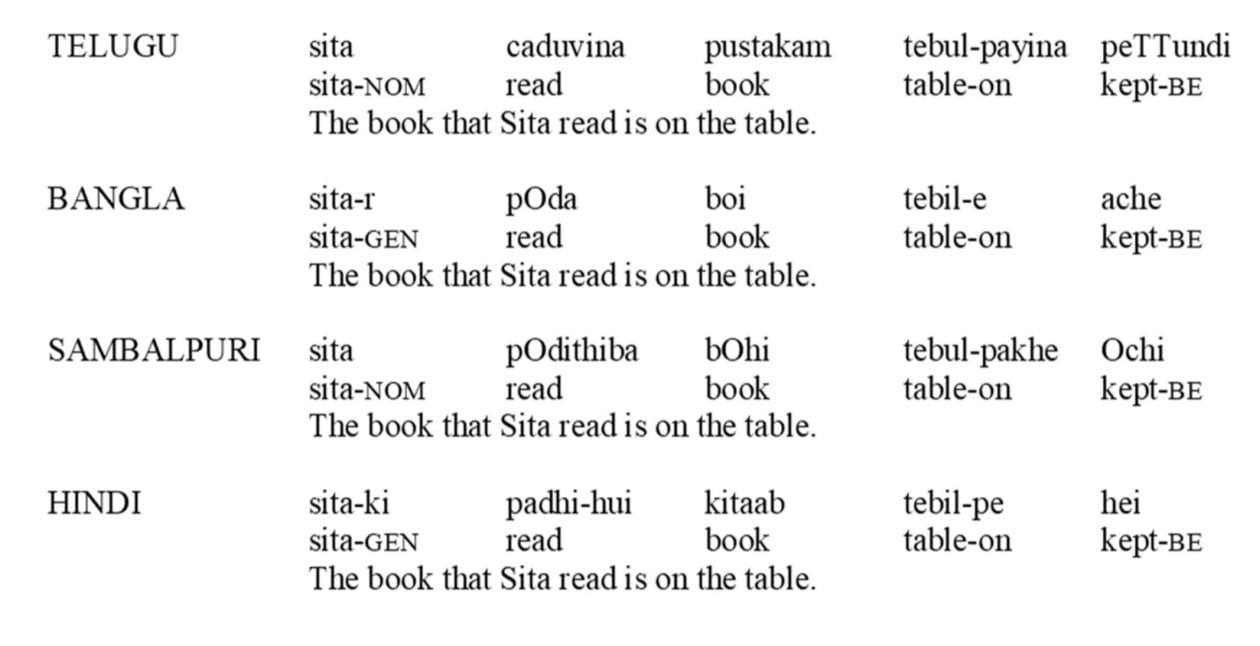 TELUGU sita caduvina pustakam tebul-payina peTTundi
sita-NOM read book table-on kept-BE
The book that Sita read is on the table.
BANGLA sita-r pOda boi tebil-e ache
sita-GEN read book table-on kept-BE
The book that Sita read is on the table.
SAMBALPURI sita pOdithiba bOhi tebul-pakhe Ochi
sita-NOM read book table-on kept-BE
The book that Sita read is on the table.
HINDI sita-ki padhi-hui kitaab tebil-pe hei
sita-GEN read book table-on kept-BE
The book that Sita read is on the table.